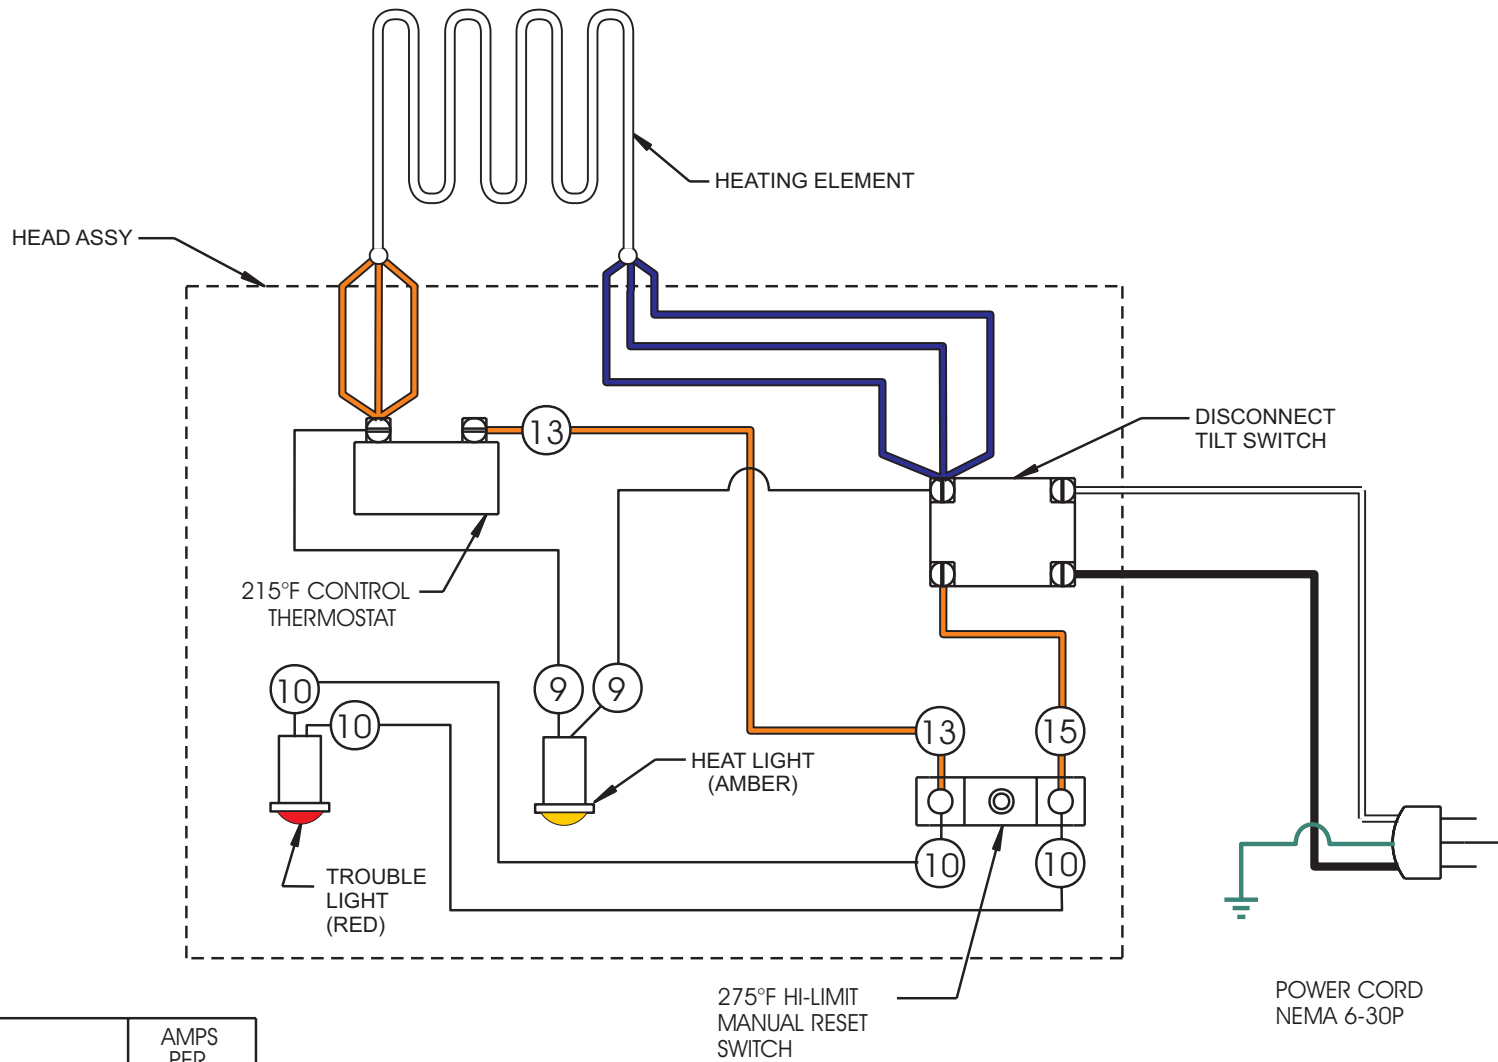 HEATING ELEMENT
HEAD ASSY
DISCONNECT
TILT SWITCH
13
215°F CONTROL
THERMOSTAT
10
9
9
10
13
15
HEAT LIGHT
(AMBER)
10
10
TROUBLE
LIGHT
(RED)
275°F HI-LIMIT
MANUAL RESET
SWITCH
POWER CORD
NEMA 6-30P
AMPS
PER